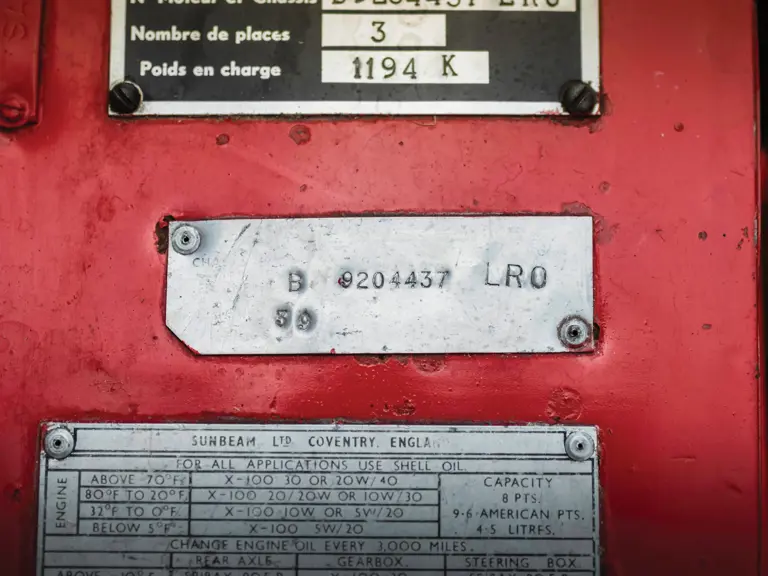 Nombre de places 3
Poids en charge 1194 K
B 9204437 LRO
59
SUNBEAM LTD COVENTRY. ENGLA
FOR ALL APPLICATIONS USE SHELL OIL
ENGINE
ABOVE 70°F. X-100 30 OR 20W/40
80°F TO 20°F. X-100 20/20W OR 10W/30
32°F TO 0°F. X-100 10W OR 5W/20
BELOW 5°F X-100 5W/20
CAPACITY
8 PTS.
9·6 AMERICAN PTS.
4·5 LITRES.
CHANGE ENGINE OIL EVERY 3,000 MILES.
REAR AXLE. GEARBOX. STEERING BOX